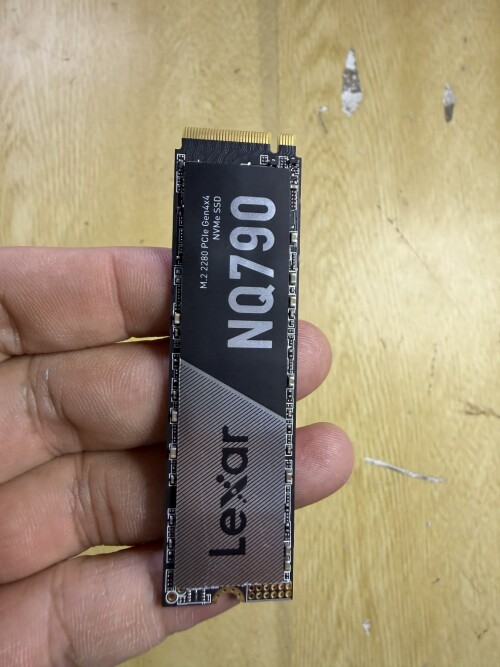 M.2 2280 PCIe Gen4x4
NVMe SSD
NQ790
Lexar